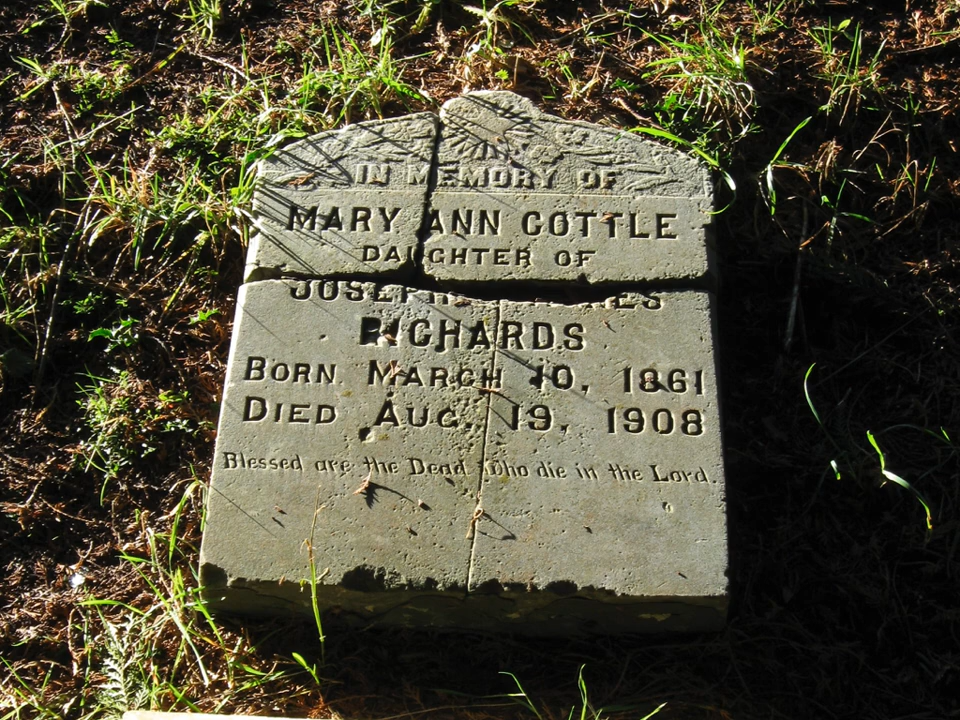 IN MEMORY OF
MARY ANN COTTLE
DAUGHTER OF
JOSEPH
RICHARDS
BORN MARCH 10, 1861
DIED AUG. 19, 1908
Blessed are the Dead who die in the Lord.